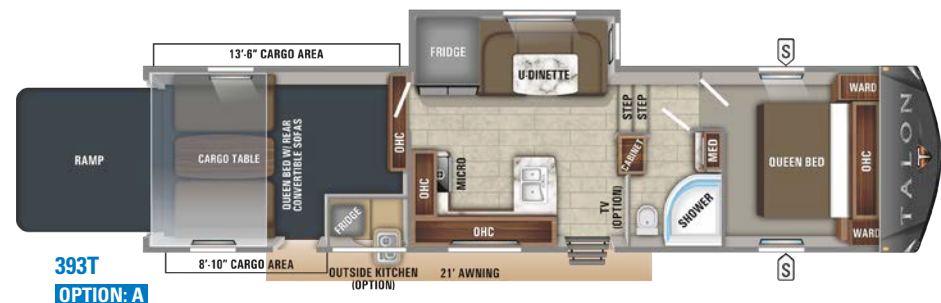 13'-6" CARGO AREA
FRIDGE
U-DINETTE
S
RAMP
CARGO TABLE
QUEEN BED W/ REAR
CONVERTIBLE SOFAS
OHC
OHC
MICRO
STEP
STEP
CABINET
MED
WARD
QUEEN BED
OHC
TALON
FRIDGE
OHC
TV
(OPTION)
SHOWER
WARD
8'-10" CARGO AREA
OUTSIDE KITCHEN
(OPTION)
21' AWNING
S
393T
OPTION: A